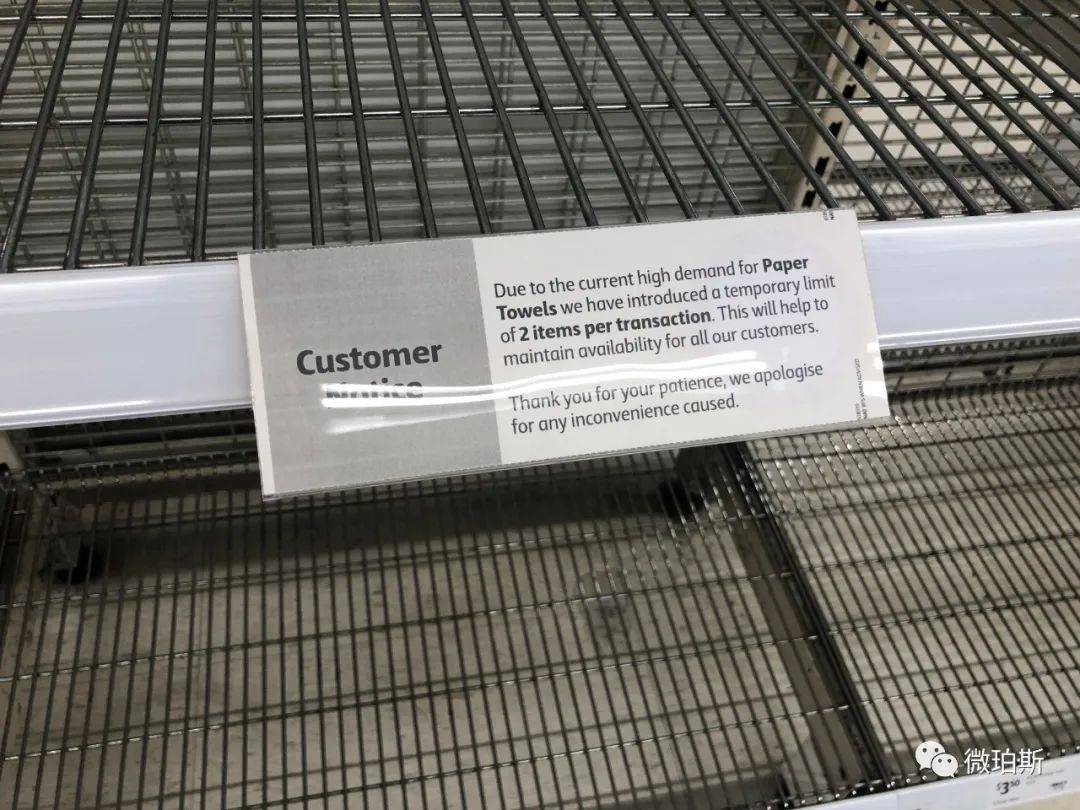 Customer
Notice
Due to the current high demand for Paper
Towels we have introduced a temporary limit
of 2 items per transaction. This will help to
maintain availability for all our customers.
Thank you for your patience, we apologise
for any inconvenience caused.
微珀斯
$3.50